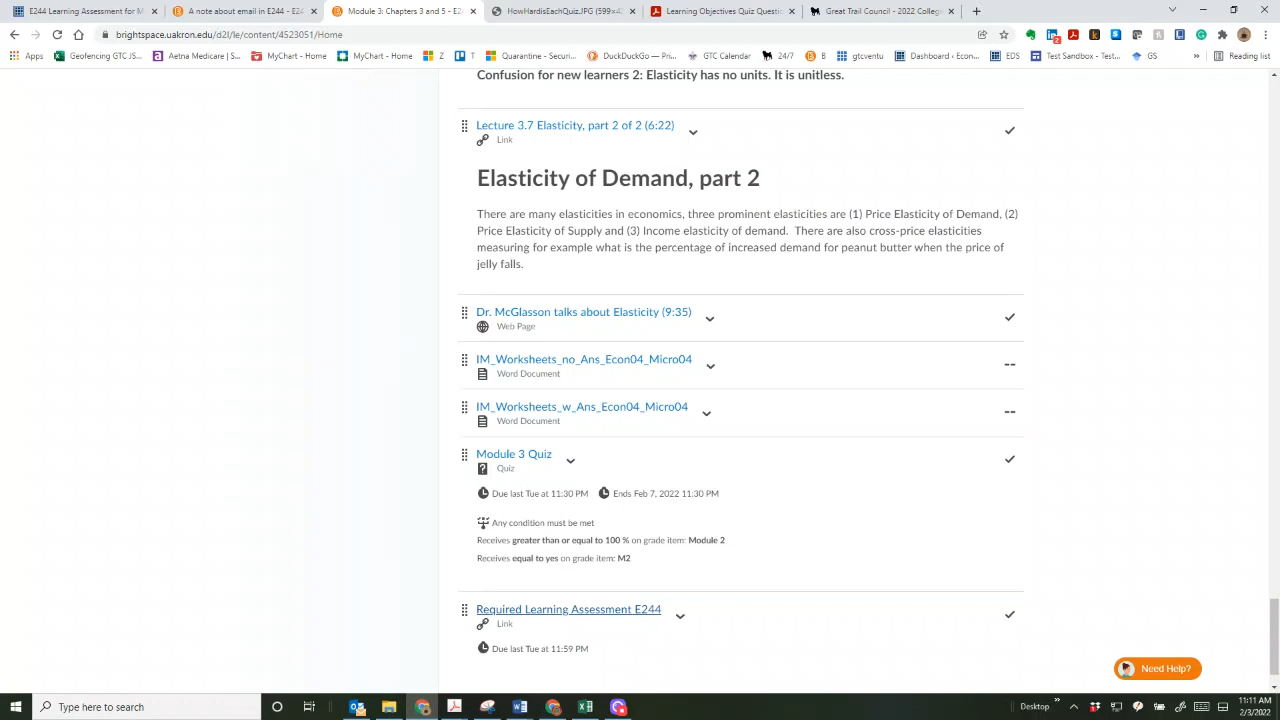 E244 Learning Assessment for M
A note about email in E244 - E24
Module 3: Chapters 3 and 5 - E2
WorldCadAccessJPG (599×360)
Great Trail Economics Quiz Questio
Great Trail Council - 2022 Colleg
brightspace.uakron.edu/d2l/le/content/4523051/Home
Apps
Geofencing GTC JS...
Aetna Medicare | S...
MyChart - Home
MyChart - Home
Z
T
Quarantine - Securi...
DuckDuckGo — Pri...
GTC Calendar
24/7
B
gtcventu
Dashboard ‹ Econ...
EDS
Test Sandbox - Test...
GS
»
Reading list
Confusion for new learners 2: Elasticity has no units. It is unitless.
Lecture 3.7 Elasticity, part 2 of 2 (6:22)
Link
Elasticity of Demand, part 2
There are many elasticities in economics, three prominent elasticities are (1) Price Elasticity of Demand, (2)
Price Elasticity of Supply and (3) Income elasticity of demand.  There are also cross-price elasticities
measuring for example what is the percentage of increased demand for peanut butter when the price of
jelly falls.
Dr. McGlasson talks about Elasticity (9:35)
Web Page
IM_Worksheets_no_Ans_Econ04_Micro04
Word Document
--
IM_Worksheets_w_Ans_Econ04_Micro04
Word Document
--
Module 3 Quiz
Quiz
Due last Tue at 11:30 PM Ends Feb 7, 2022 11:30 PM
Any condition must be met
Receives greater than or equal to 100 % on grade item: Module 2
Receives equal to yes on grade item: M2
Required Learning Assessment E244
Link
Due last Tue at 11:59 PM
Need Help?
Type here to search
Desktop
»
11:11 AM
2/3/2022